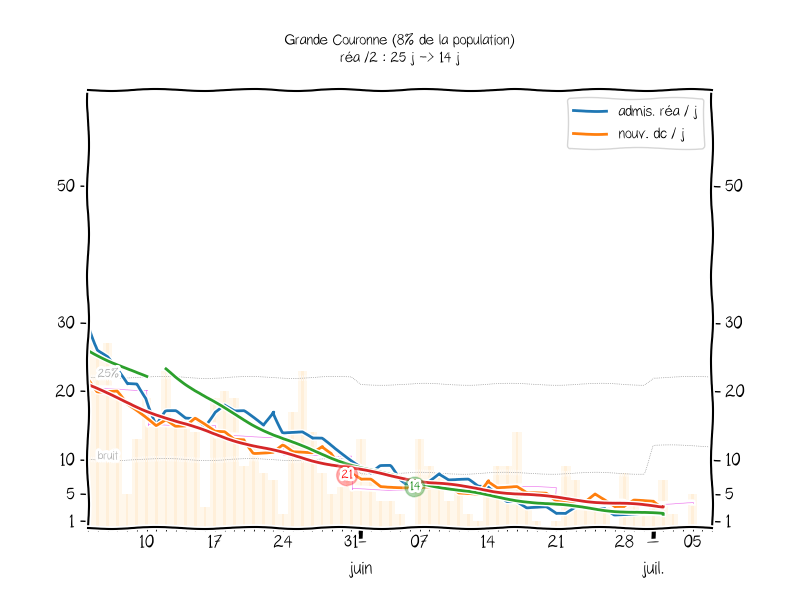 Grande Couronne (8% de la population)
réa /2 : 25 j -> 14 j
admis. réa / j
nouv. dc / j
50 50
30 30
25%
20 20
bruit
10 10
21 14
5 5
1 1
10 17 24 31 07 14 21 28 05
juin juil.